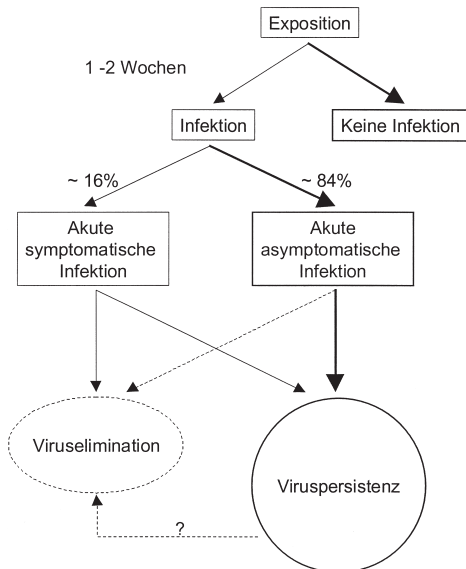 Exposition
1 -2 Wochen
Infektion
Keine Infektion
~ 16%
~ 84%
Akute
symptomatische
Infektion
Akute
asymptomatische
Infektion
Viruselimination
Viruspersistenz
?